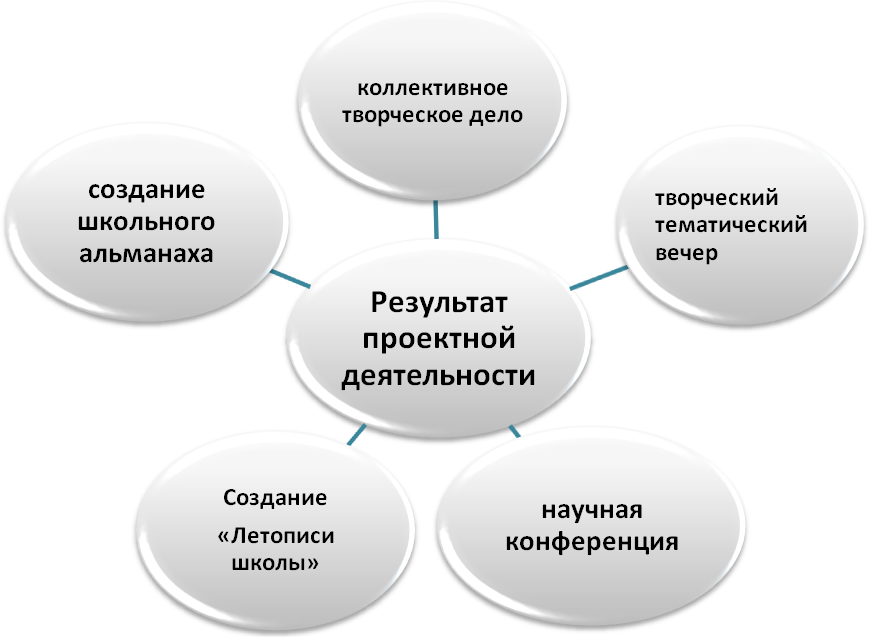 коллективное
творческое дело
создание
школьного
альманаха
творческий
тематический
вечер
Результат
проектной
деятельности
Создание
«Летописи
школы»
научная
конференция